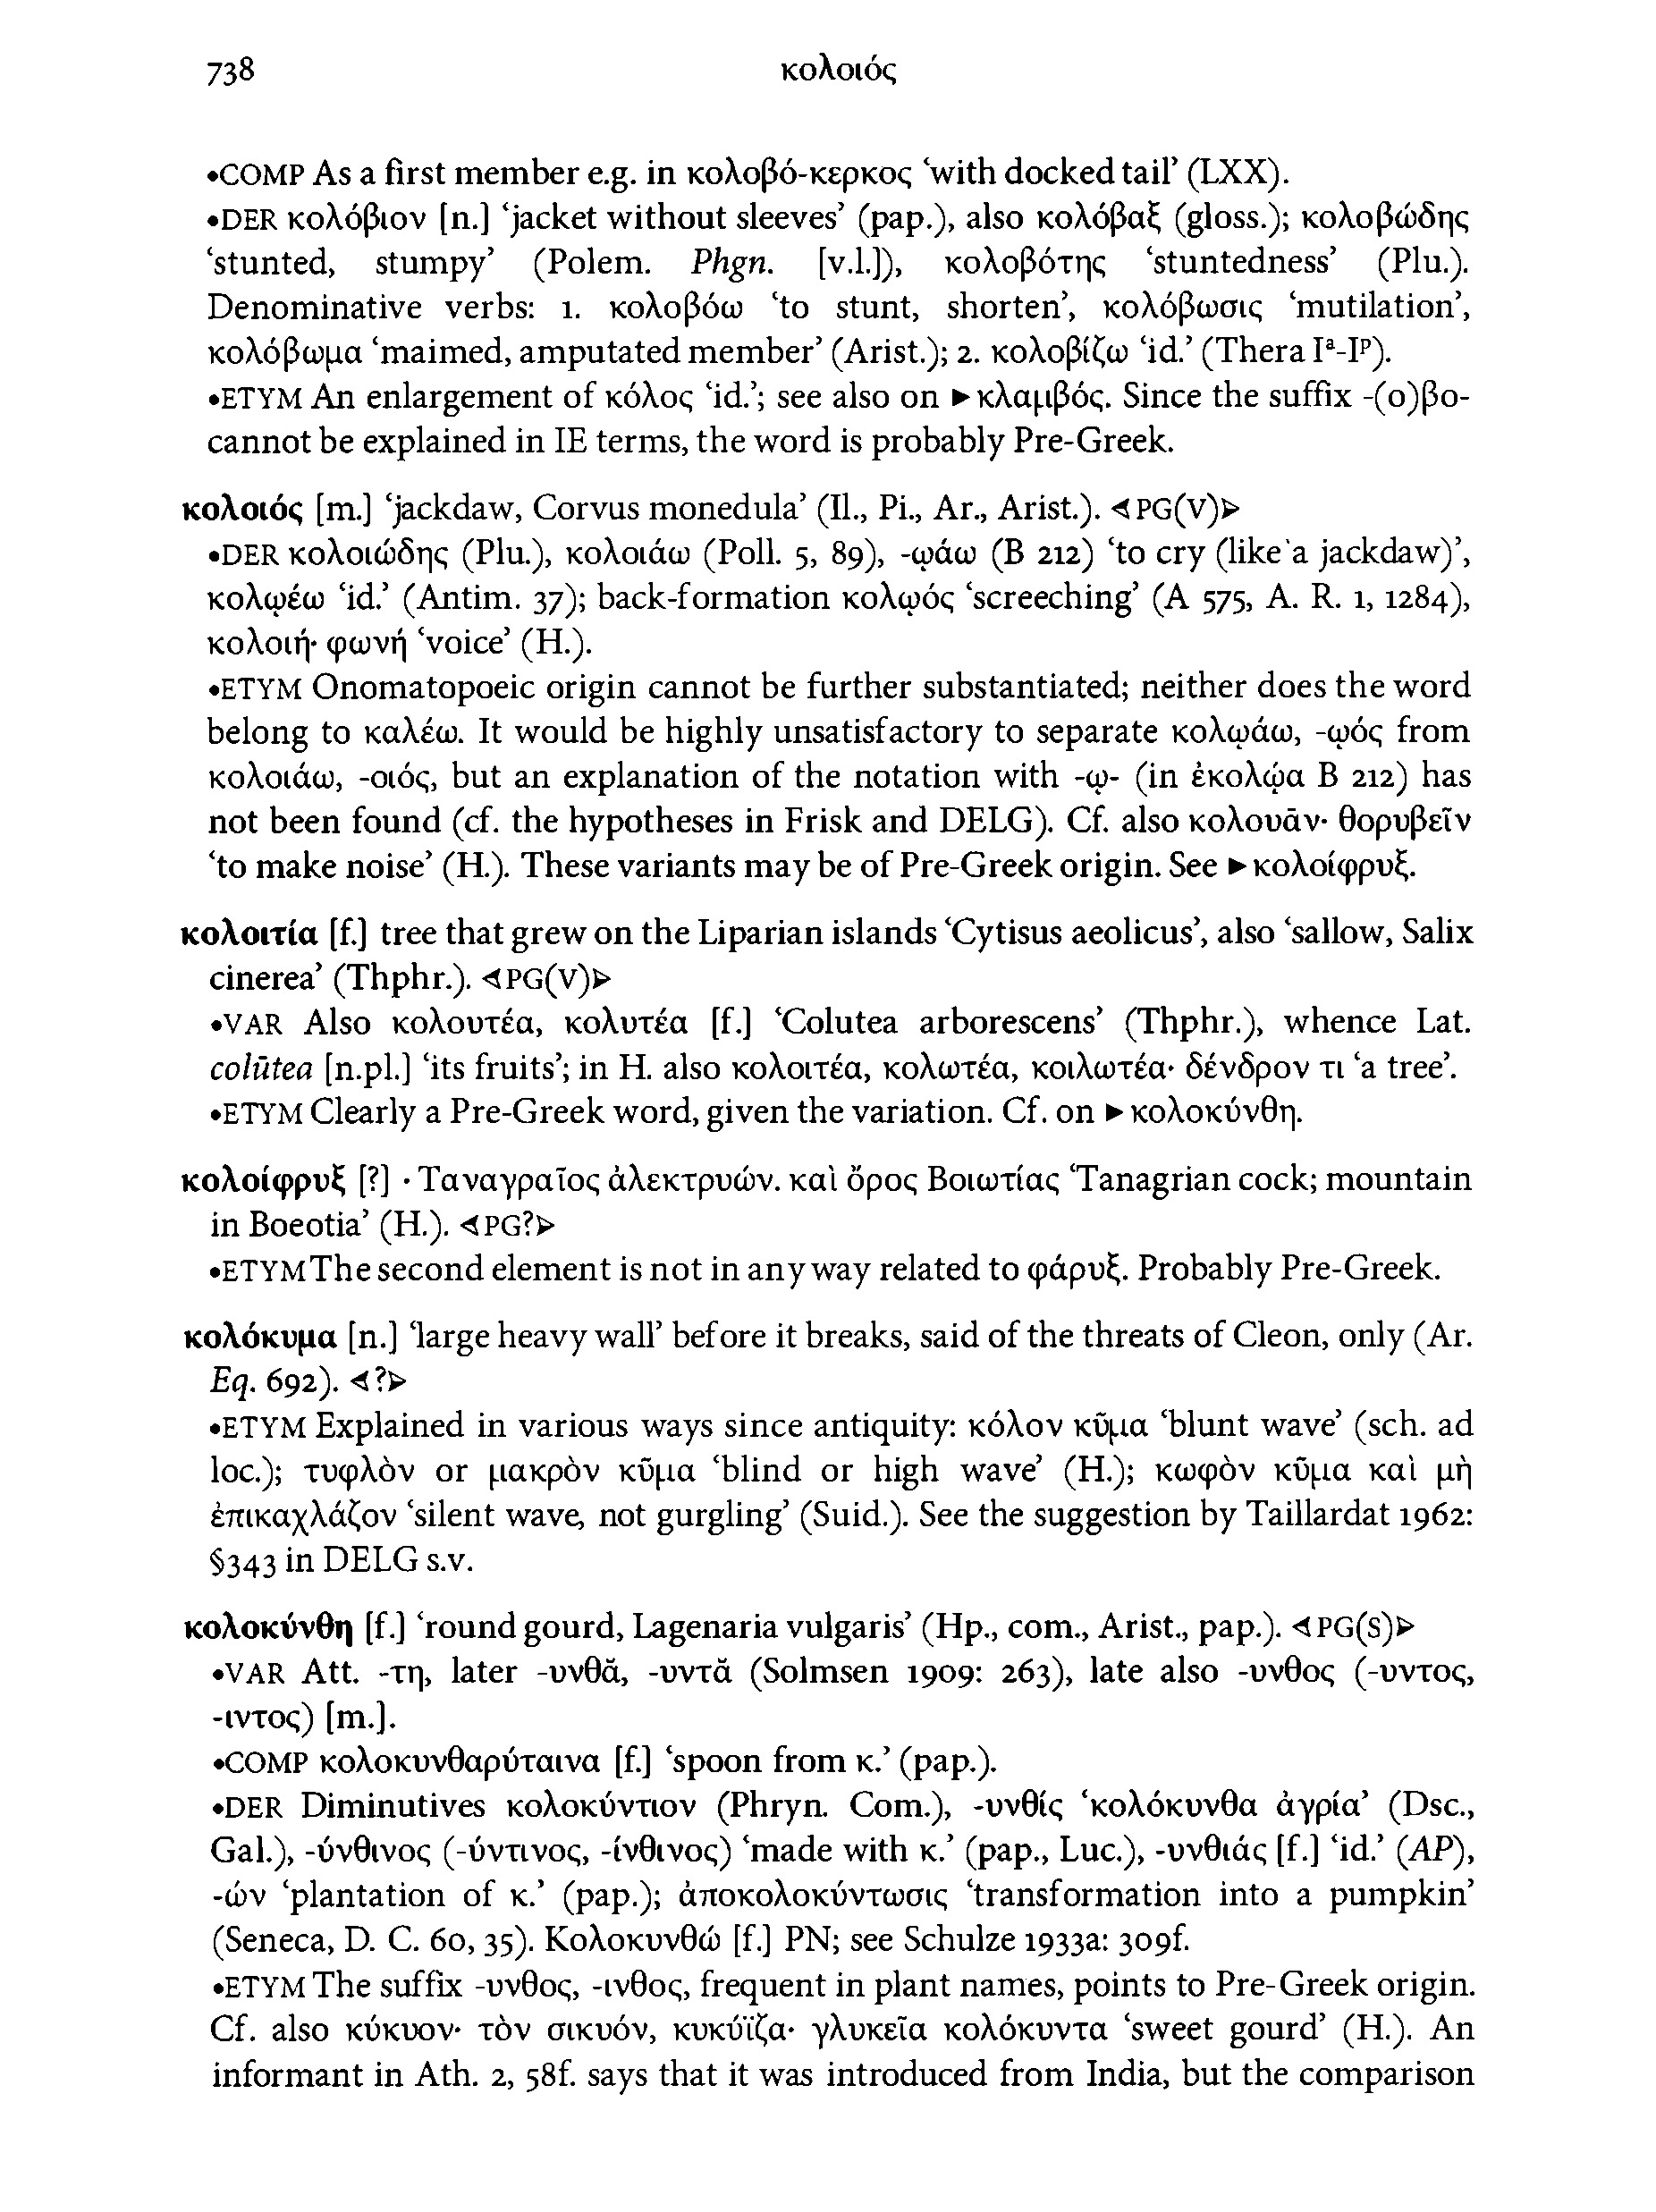 738 κολοιός
•COMP As a first member e.g. in κολοβό-κερκος ‘with docked tail’ (LXX).
•DER κολόβιον [n.] ‘jacket without sleeves’ (pap.), also κολόβαξ (gloss.); κολοβώδης
‘stunted, stumpy’ (Polem. Phgn. [v.l.]), κολοβότης ‘stuntedness’ (Plu.).
Denominative verbs: 1. κολοβόω ‘to stunt, shorten’, κολόβωσις ‘mutilation’,
κολόβωμα ‘maimed, amputated member’ (Arist.); 2. κολοβίζω ‘id.’ (Thera Iᵃ-Iᵖ).
•ETYM An enlargement of κόλος ‘id.’; see also on ►κλαμβός. Since the suffix -(ο)βο-
cannot be explained in IE terms, the word is probably Pre-Greek.
κολοιός [m.] ‘jackdaw, Corvus monedula’ (Il., Pi., Ar., Arist.). ◁PG(V)▷
•DER κολοιώδης (Plu.), κολοιάω (Poll. 5, 89), -ῳάω (Β 212) ‘to cry (like a jackdaw)’,
κολῳέω ‘id.’ (Antim. 37); back-formation κολῳός ‘screeching’ (Α 575, A. R. 1, 1284),
κολοιή· φωνή ‘voice’ (H.).
•ETYM Onomatopoeic origin cannot be further substantiated; neither does the word
belong to καλέω. It would be highly unsatisfactory to separate κολῳάω, -ῳός from
κολοιάω, -οιός, but an explanation of the notation with -ῳ- (in ἐκολῴα Β 212) has
not been found (cf. the hypotheses in Frisk and DELG). Cf. also κολουᾶν· θορυβεῖν
‘to make noise’ (H.). These variants may be of Pre-Greek origin. See ►κολοίφρυξ.
κολοιτία [f.] tree that grew on the Liparian islands ‘Cytisus aeolicus’, also ‘sallow, Salix
cinerea’ (Thphr.). ◁PG(V)▷
•VAR Also κολουτέα, κολυτέα [f.] ‘Colutea arborescens’ (Thphr.), whence Lat.
colūtea [n.pl.] ‘its fruits’; in H. also κολοιτέα, κολωτέα, κοιλωτέα· δένδρον τι ‘a tree’.
•ETYM Clearly a Pre-Greek word, given the variation. Cf. on ►κολοκύνθη.
κολοίφρυξ [?] · Ταναγραῖος ἀλεκτρυών. καὶ ὄρος Βοιωτίας ‘Tanagrian cock; mountain
in Boeotia’ (H.). ◁PG?▷
•ETYM The second element is not in any way related to φάρυξ. Probably Pre-Greek.
κολόκυμα [n.] ‘large heavy wall’ before it breaks, said of the threats of Cleon, only (Ar.
Eq. 692). ◁?▷
•ETYM Explained in various ways since antiquity: κόλον κῦμα ‘blunt wave’ (sch. ad
loc.); τυφλὸν or μακρὸν κῦμα ‘blind or high wave’ (H.); κωφὸν κῦμα καὶ μὴ
ἐπικαχλάζον ‘silent wave, not gurgling’ (Suid.). See the suggestion by Taillardat 1962:
§343 in DELG s.v.
κολοκύνθη [f.] ‘round gourd, Lagenaria vulgaris’ (Hp., com., Arist., pap.). ◁PG(S)▷
•VAR Att. -τη, later -υνθᾰ, -υντᾰ (Solmsen 1909: 263), late also -υνθος (-υντος,
-ιντος) [m.].
•COMP κολοκυνθαρύταινα [f.] ‘spoon from κ.’ (pap.).
•DER Diminutives κολοκύντιον (Phryn. Com.), -υνθίς ‘κολόκυνθα ἀγρία’ (Dsc.,
Gal.), -ύνθινος (-ύντινος, -ίνθινος) ‘made with κ.’ (pap., Luc.), -υνθιάς [f.] ‘id.’ (AP),
-ών ‘plantation of κ.’ (pap.); ἀποκολοκύντωσις ‘transformation into a pumpkin’
(Seneca, D. C. 60, 35). Κολοκυνθώ [f.] PN; see Schulze 1933a: 309f.
•ETYM The suffix -υνθος, -ινθος, frequent in plant names, points to Pre-Greek origin.
Cf. also κύκυον· τὸν σικυόν, κυκύϊζα· γλυκεῖα κολόκυντα ‘sweet gourd’ (H.). An
informant in Ath. 2, 58f. says that it was introduced from India, but the comparison